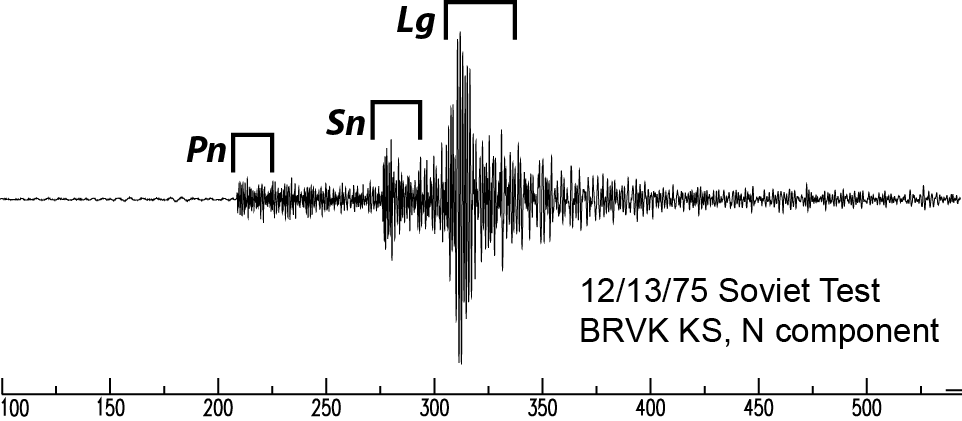 Lg
Sn
Pn
12/13/75 Soviet Test
BRVK KS, N component
100 150 200 250 300 350 400 450 500